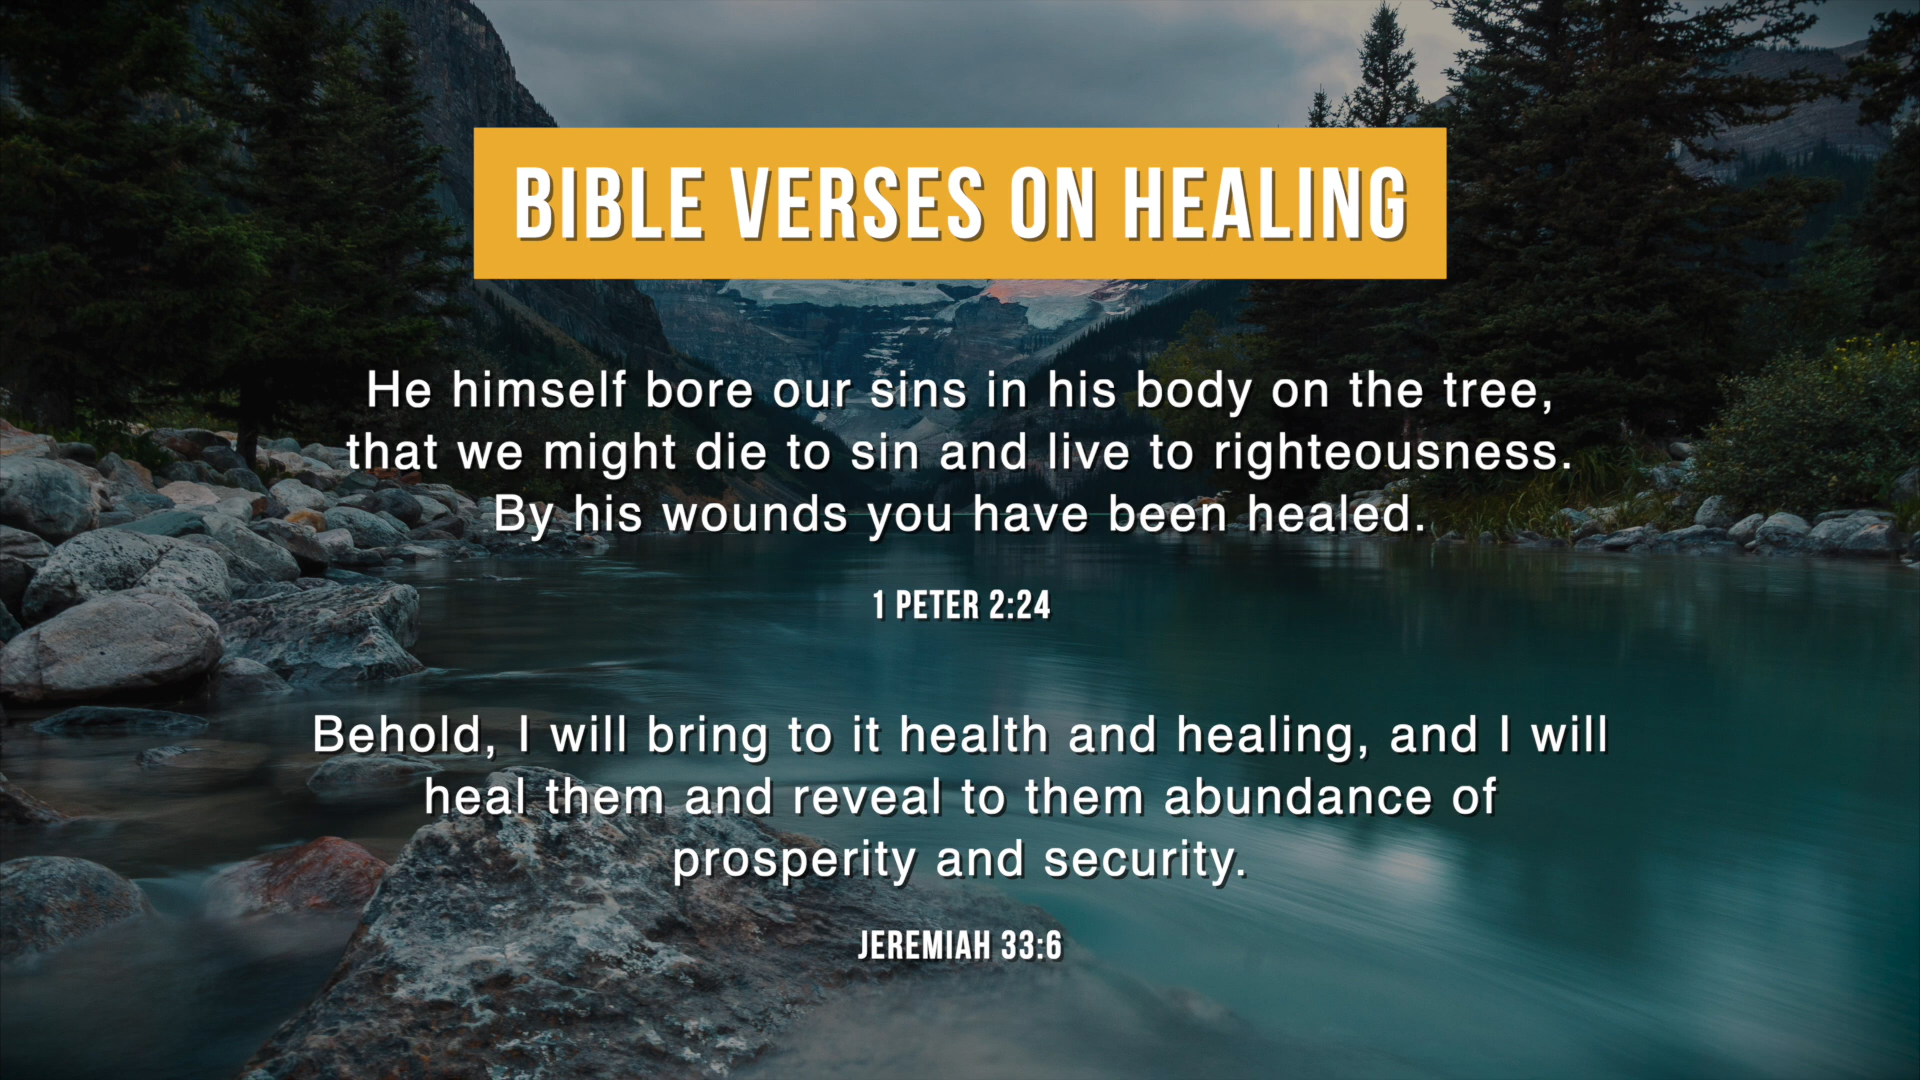 BIBLE VERSES ON HEALING
He himself bore our sins in his body on the tree,
that we might die to sin and live to righteousness.
By his wounds you have been healed.
1 PETER 2:24
Behold, I will bring to it health and healing, and I will
heal them and reveal to them abundance of
prosperity and security.
JEREMIAH 33:6